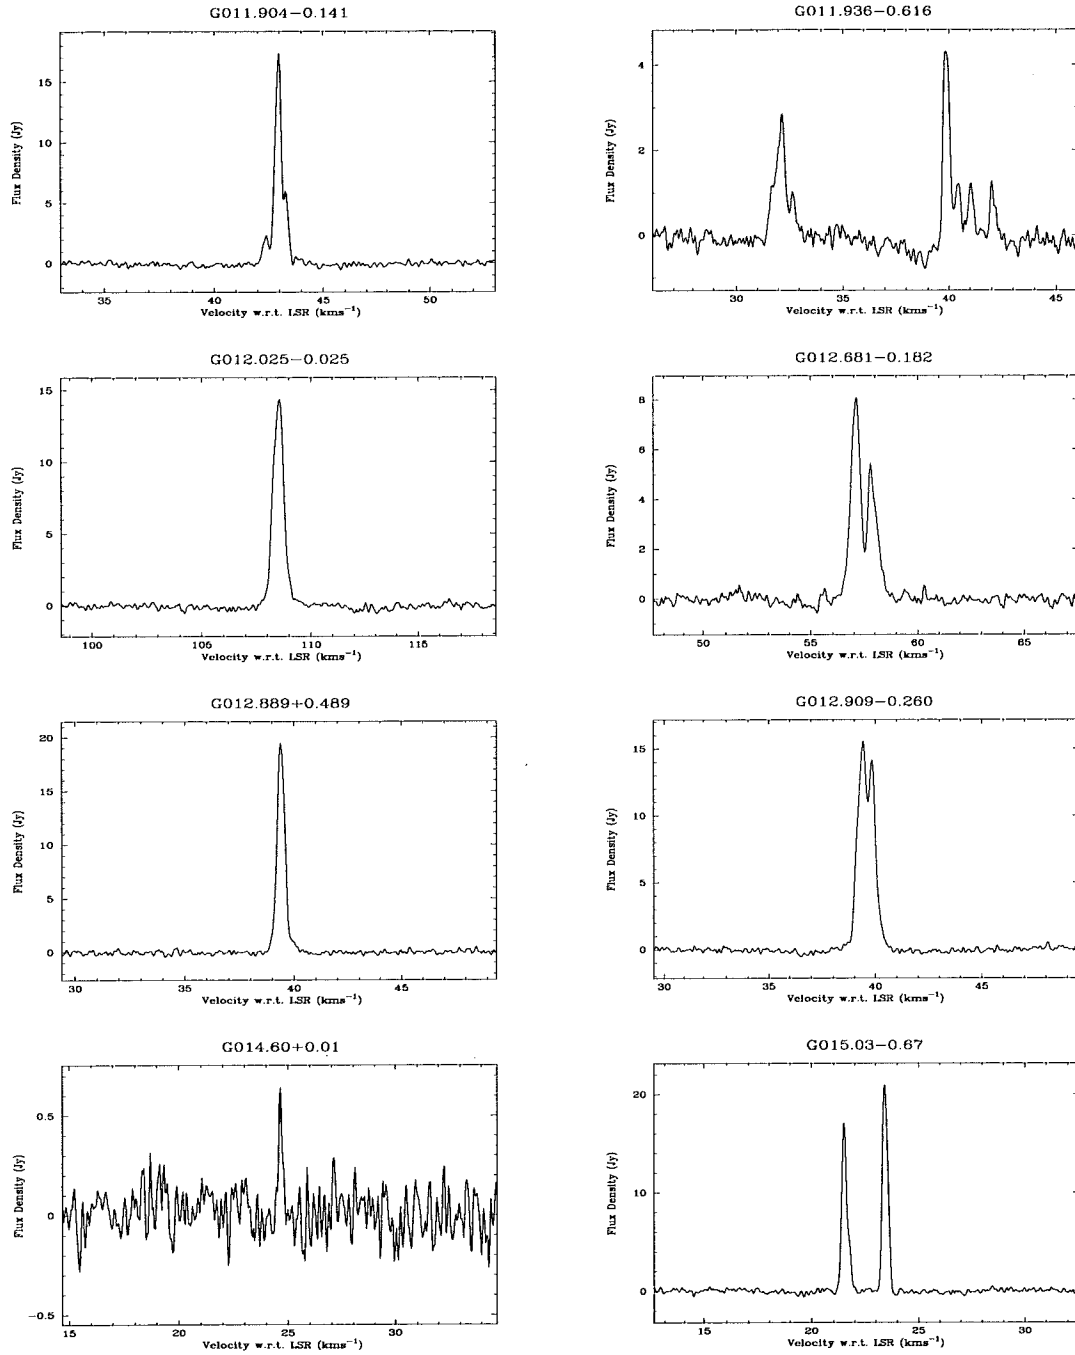 G011.904−0.141
Flux Density (Jy)
15
10
5
0
35
40
45
50
Velocity w.r.t. LSR (kms⁻¹)
G011.936−0.616
Flux Density (Jy)
4
2
0
30
35
40
45
Velocity w.r.t. LSR (kms⁻¹)
G012.025−0.025
Flux Density (Jy)
15
10
5
0
100
105
110
115
Velocity w.r.t. LSR (kms⁻¹)
G012.681−0.182
Flux Density (Jy)
8
6
4
2
0
50
55
60
65
Velocity w.r.t. LSR (kms⁻¹)
G012.889+0.489
Flux Density (Jy)
20
15
10
5
0
30
35
40
45
Velocity w.r.t. LSR (kms⁻¹)
G012.909−0.260
Flux Density (Jy)
15
10
5
0
30
35
40
45
Velocity w.r.t. LSR (kms⁻¹)
G014.60+0.01
Flux Density (Jy)
0.5
0
−0.5
15
20
25
30
Velocity w.r.t. LSR (kms⁻¹)
G015.03−0.67
Flux Density (Jy)
20
10
0
15
20
25
30
Velocity w.r.t. LSR (kms⁻¹)